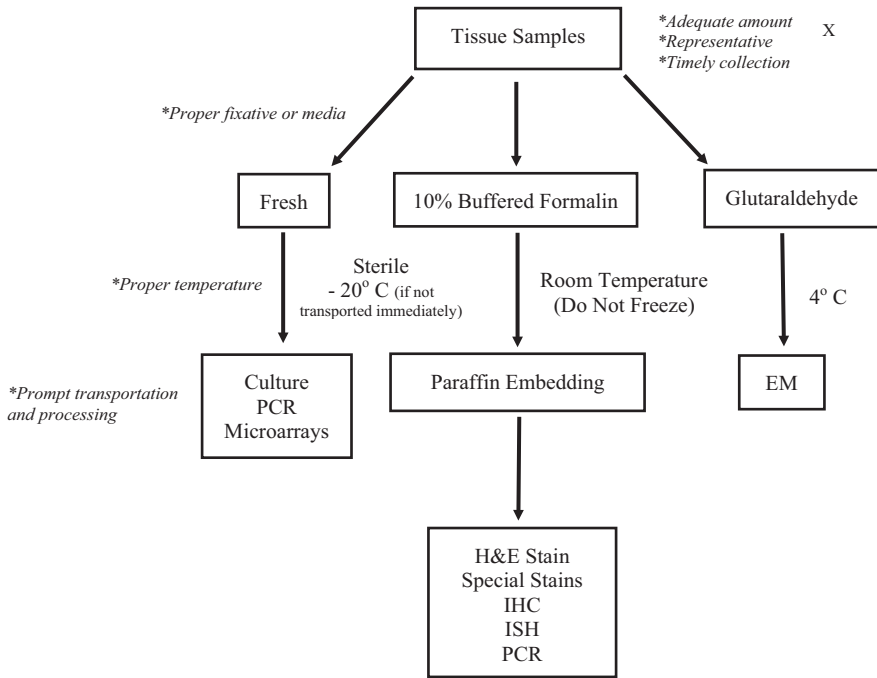 Tissue Samples
*Adequate amount
*Representative
*Timely collection
X
*Proper fixative or media
Fresh
10% Buffered Formalin
Glutaraldehyde
*Proper temperature
Sterile
- 20° C (if not
transported immediately)
Room Temperature
(Do Not Freeze)
4° C
*Prompt transportation
and processing
Culture
PCR
Microarrays
Paraffin Embedding
EM
H&E Stain
Special Stains
IHC
ISH
PCR